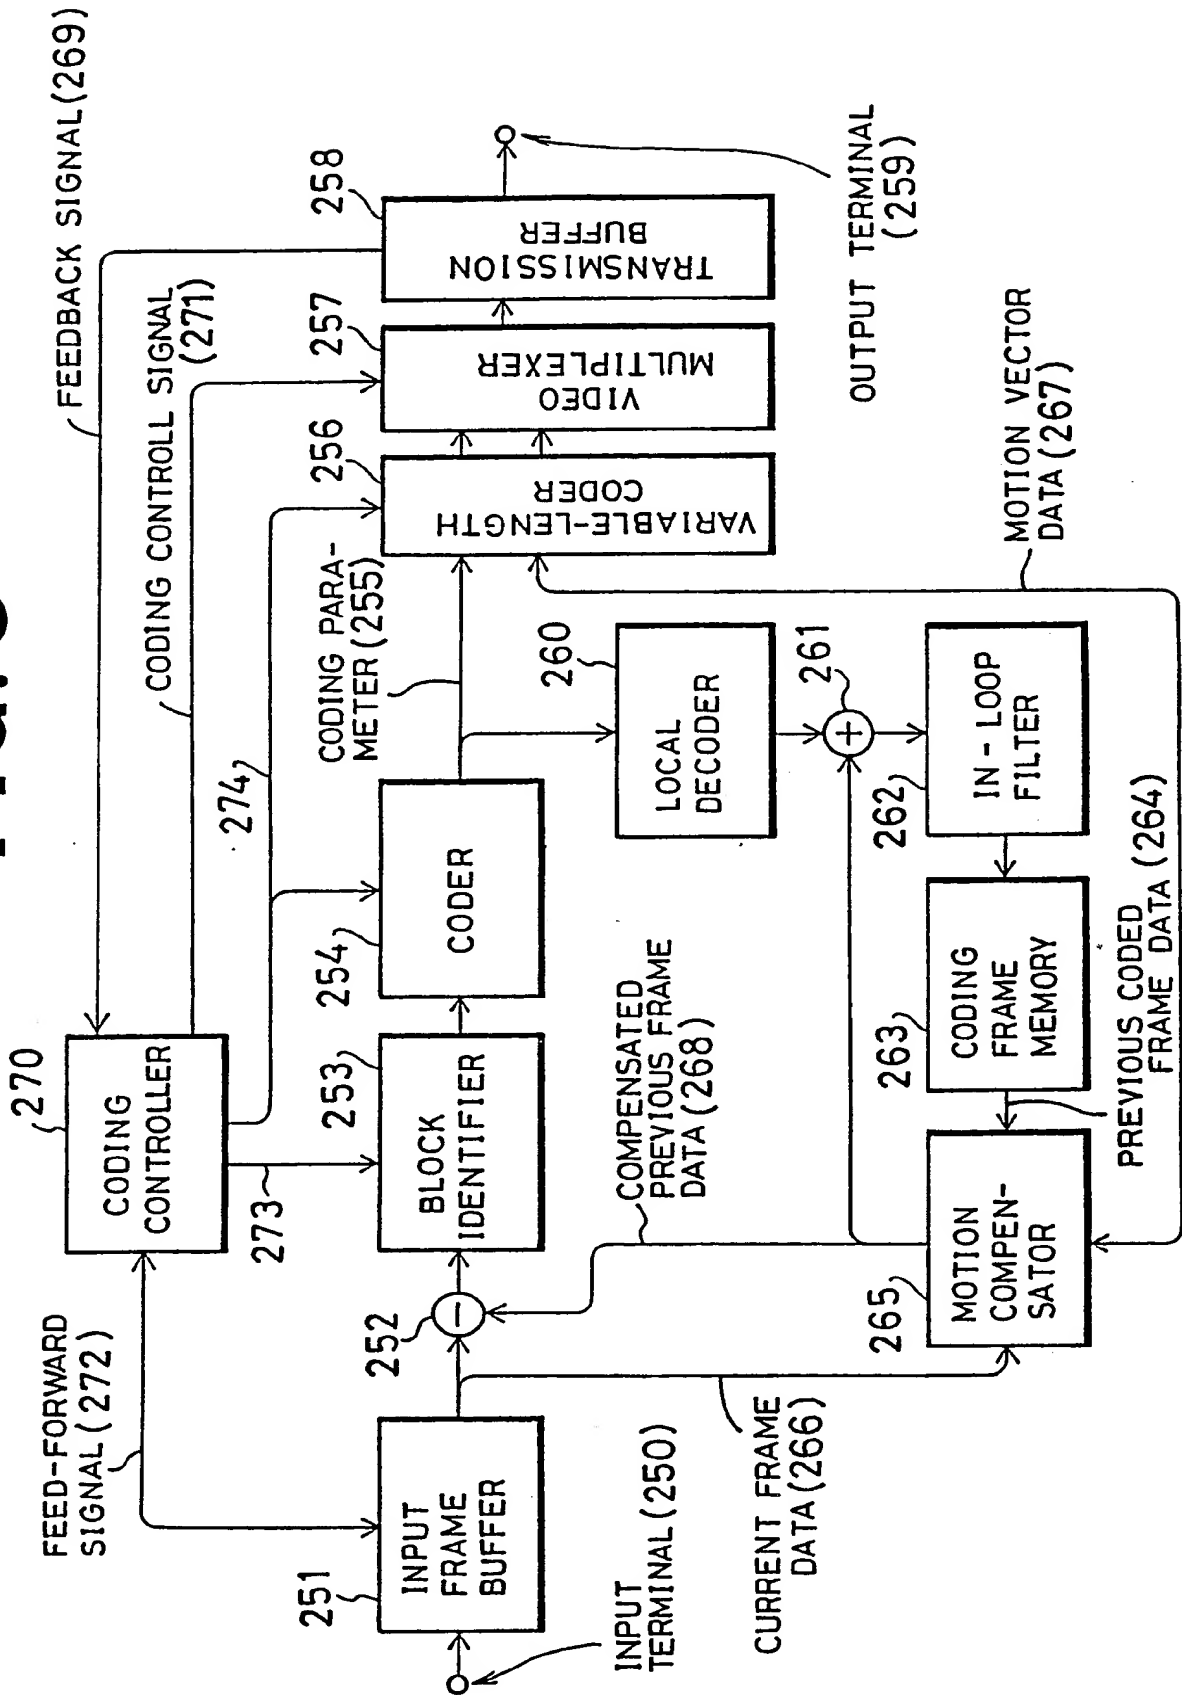 FEEDBACK SIGNAL(269)
CODING CONTROLL SIGNAL
(271)
270
CODING
CONTROLLER
FEED-FORWARD
SIGNAL(272)
273
274
251
INPUT
FRAME
BUFFER
INPUT
TERMINAL(250)
252
253
BLOCK
IDENTIFIER
254
CODER
CODING PARA-
METER(255)
256
VARIABLE-LENGTH
CODER
257
VIDEO
MULTIPLEXER
258
TRANSMISSION
BUFFER
OUTPUT TERMINAL
(259)
260
LOCAL
DECODER
261
+
262
IN-LOOP
FILTER
263
CODING
FRAME
MEMORY
PREVIOUS CODED
FRAME DATA(264)
265
MOTION
COMPEN-
SATOR
CURRENT FRAME
DATA(266)
MOTION VECTOR
DATA(267)
COMPENSATED
PREVIOUS FRAME
DATA(268)